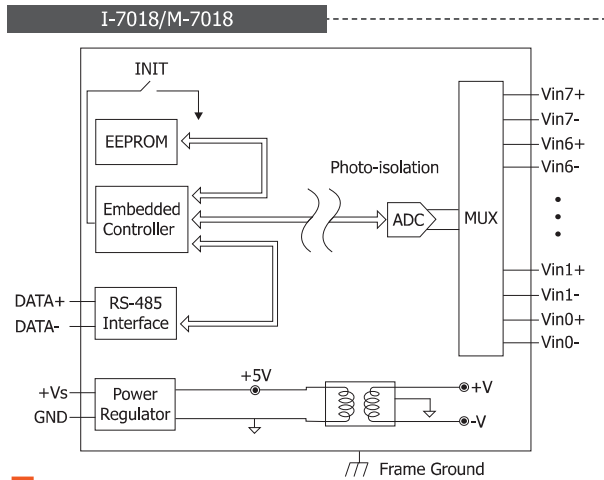 I-7018/M-7018
INIT
EEPROM
Embedded
Controller
RS-485
Interface
DATA+
DATA-
Photo-isolation
ADC
MUX
Vin7+
Vin7-
Vin6+
Vin6-
Vin1+
Vin1-
Vin0+
Vin0-
+Vs
GND
Power
Regulator
+5V
+V
-V
Frame Ground